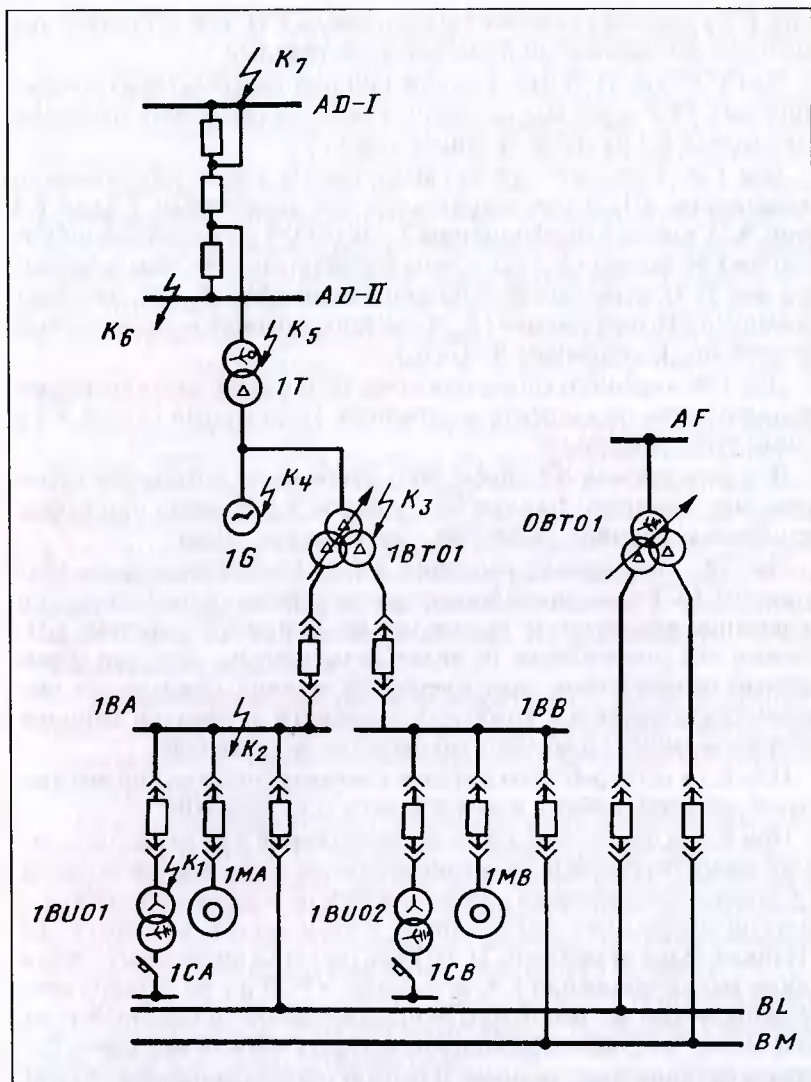 K7
AD-I
AD-II
K6
K5
1T
AF
K4
K3
0BT01
1G
1BT01
1BA
1BB
K2
K1
1MA
1MB
1BU01
1BU02
1CA
1CB
BL
BM